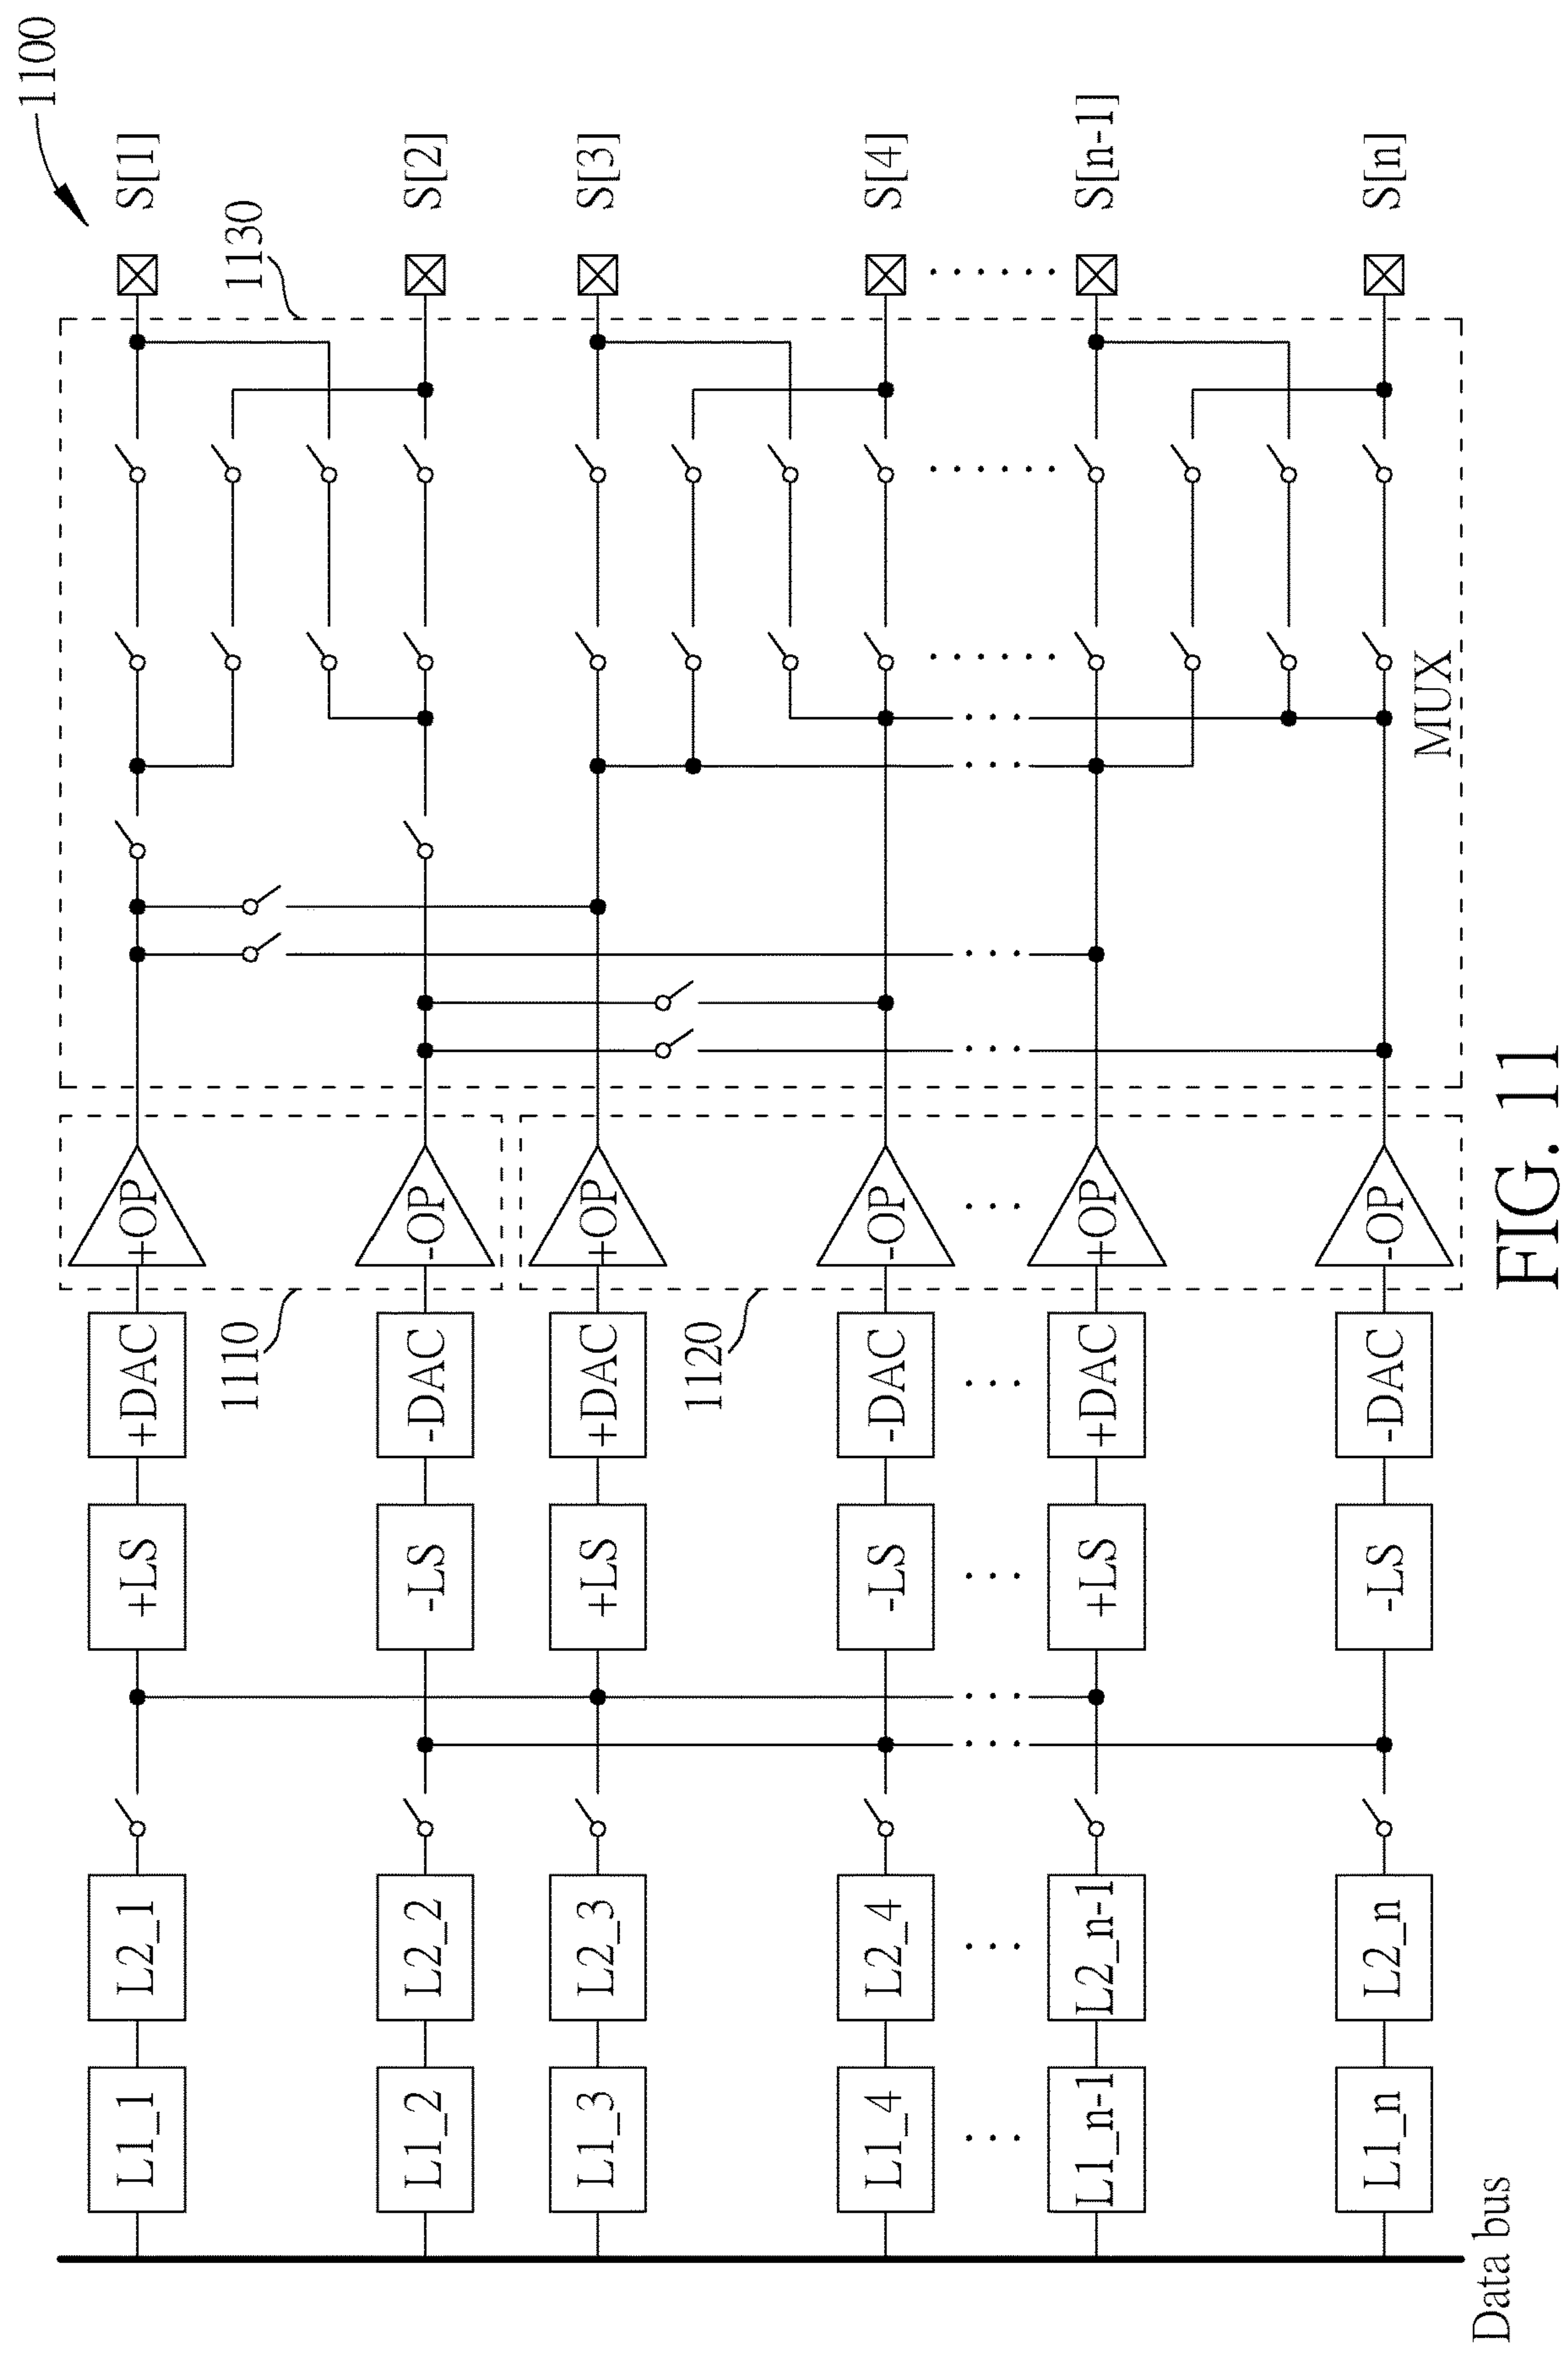 1100
Data bus
L1_1
L2_1
+LS
+DAC
+OP
S[1]
1110
1130
L1_2
L2_2
-LS
-DAC
-OP
S[2]
L1_3
L2_3
+LS
+DAC
+OP
S[3]
1120
L1_4
L2_4
-LS
-DAC
-OP
S[4]
L1_n-1
L2_n-1
+LS
+DAC
+OP
S[n-1]
L1_n
L2_n
-LS
-DAC
-OP
S[n]
MUX
FIG. 11